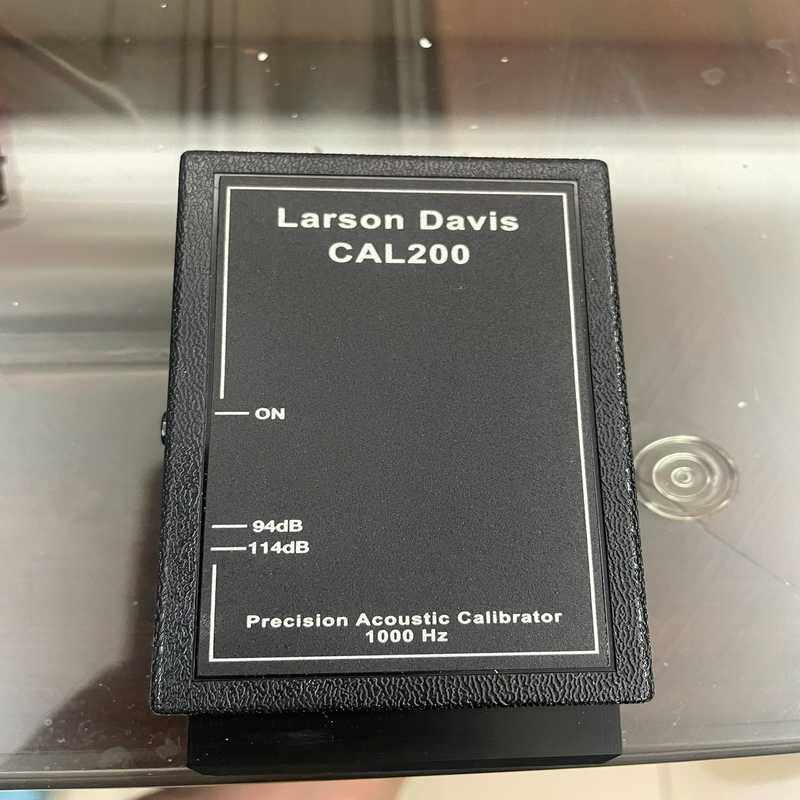 Larson Davis
CAL200
ON
94dB
114dB
Precision Acoustic Calibrator
1000 Hz